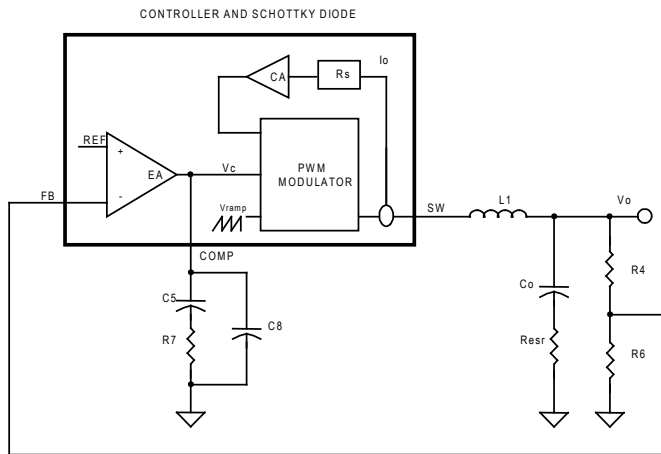 CONTROLLER AND SCHOTTKY DIODE
Io
CA
Rs
REF
+
EA
Vc
PWM
MODULATOR
FB
-
Vramp
SW
L1
Vo
COMP
C5
R7
C8
Co
Resr
R4
R6